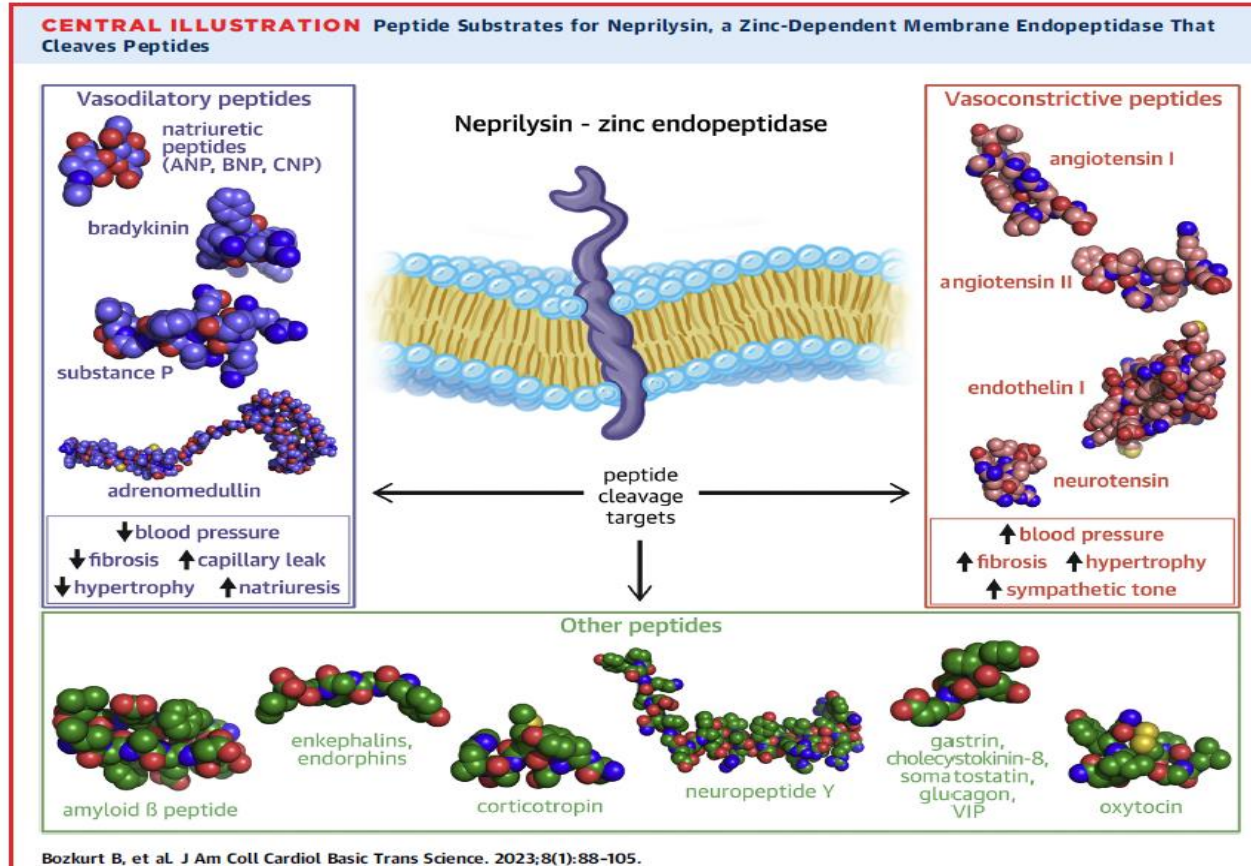 CENTRAL ILLUSTRATION Peptide Substrates for Neprilysin, a Zinc-Dependent Membrane Endopeptidase That
Cleaves Peptides
Vasodilatory peptides
natriuretic
peptides
(ANP, BNP, CNP)
bradykinin
substance P
adrenomedullin
↓blood pressure
↓fibrosis ↑capillary leak
↓hypertrophy ↑natriuresis
Neprilysin - zinc endopeptidase
peptide
cleavage
targets
Vasoconstrictive peptides
angiotensin I
angiotensin II
endothelin I
neurotensin
↑blood pressure
↑fibrosis ↑hypertrophy
↑sympathetic tone
Other peptides
amyloid ß peptide
enkephalins,
endorphins
corticotropin
neuropeptide Y
gastrin,
cholecystokinin-8,
somatostatin,
glucagon,
VIP
oxytocin
Bozkurt B, et al. J Am Coll Cardiol Basic Trans Science. 2023;8(1):88–105.